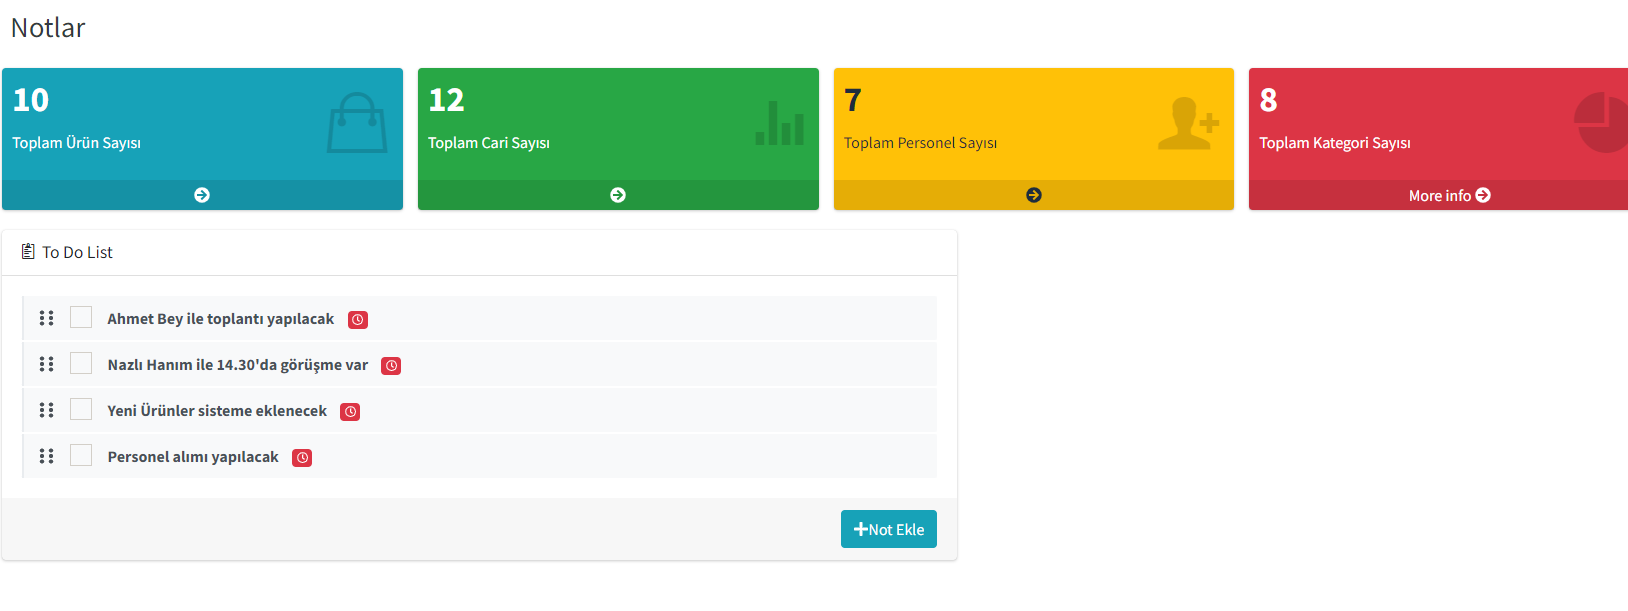 Notlar
10
Toplam Ürün Sayısı
12
Toplam Cari Sayısı
7
Toplam Personel Sayısı
8
Toplam Kategori Sayısı
More info
To Do List
Ahmet Bey ile toplantı yapılacak
Nazlı Hanım ile 14.30'da görüşme var
Yeni Ürünler sisteme eklenecek
Personel alımı yapılacak
+Not Ekle